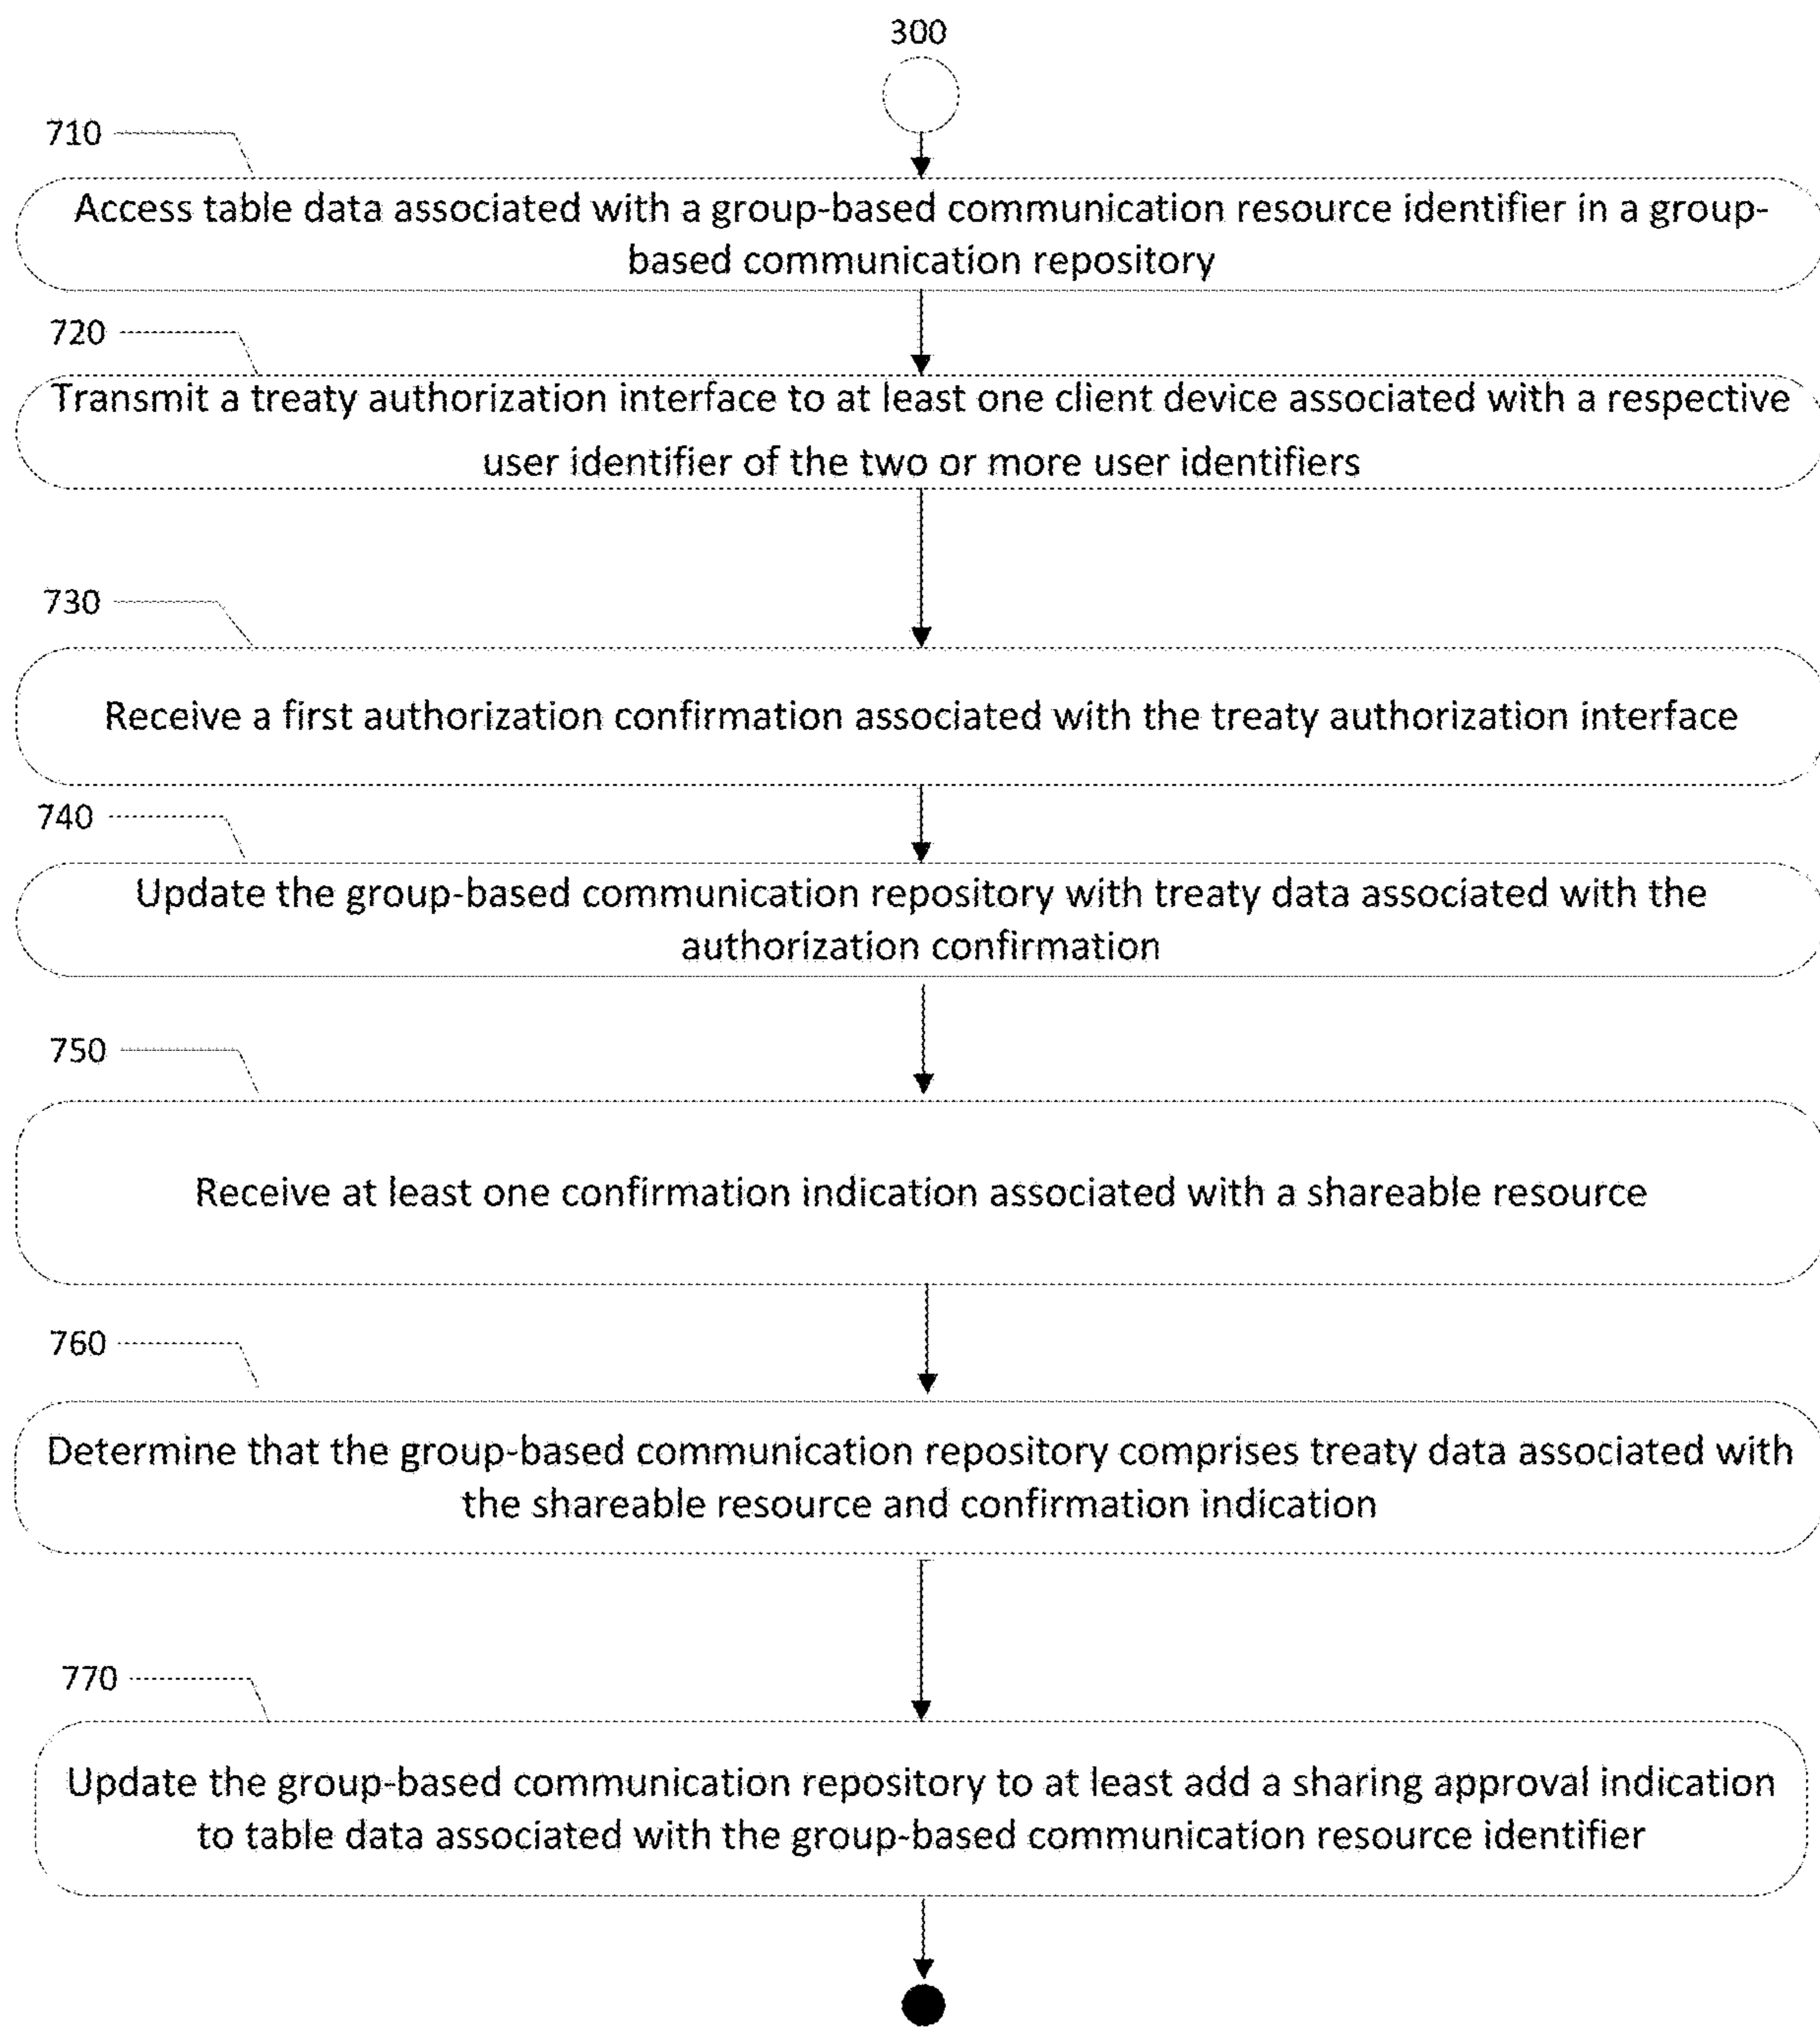 300
710
Access table data associated with a group-based communication resource identifier in a group-
based communication repository
720
Transmit a treaty authorization interface to at least one client device associated with a respective
user identifier of the two or more user identifiers
730
Receive a first authorization confirmation associated with the treaty authorization interface
740
Update the group-based communication repository with treaty data associated with the
authorization confirmation
750
Receive at least one confirmation indication associated with a shareable resource
760
Determine that the group-based communication repository comprises treaty data associated with
the shareable resource and confirmation indication
770
Update the group-based communication repository to at least add a sharing approval indication
to table data associated with the group-based communication resource identifier